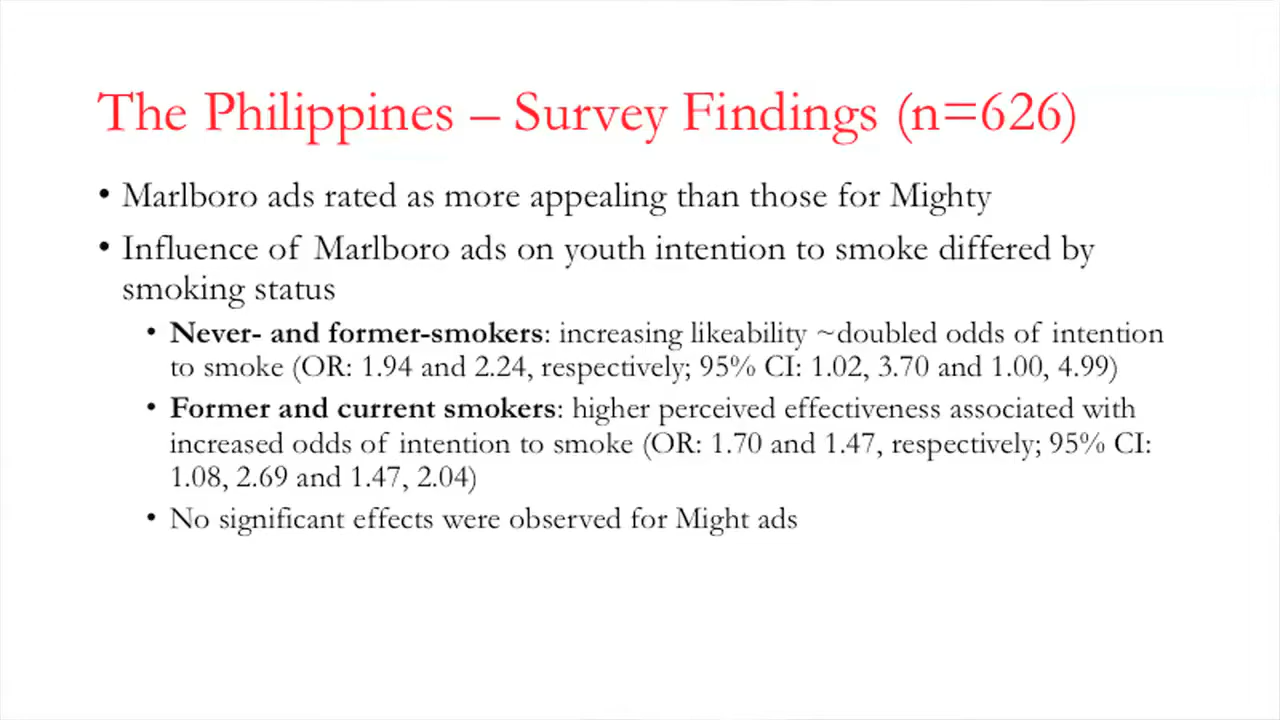 The Philippines – Survey Findings (n=626)
• Marlboro ads rated as more appealing than those for Mighty
• Influence of Marlboro ads on youth intention to smoke differed by
smoking status
• Never- and former-smokers: increasing likeability ~doubled odds of intention
to smoke (OR: 1.94 and 2.24, respectively; 95% CI: 1.02, 3.70 and 1.00, 4.99)
• Former and current smokers: higher perceived effectiveness associated with
increased odds of intention to smoke (OR: 1.70 and 1.47, respectively; 95% CI:
1.08, 2.69 and 1.47, 2.04)
• No significant effects were observed for Might ads